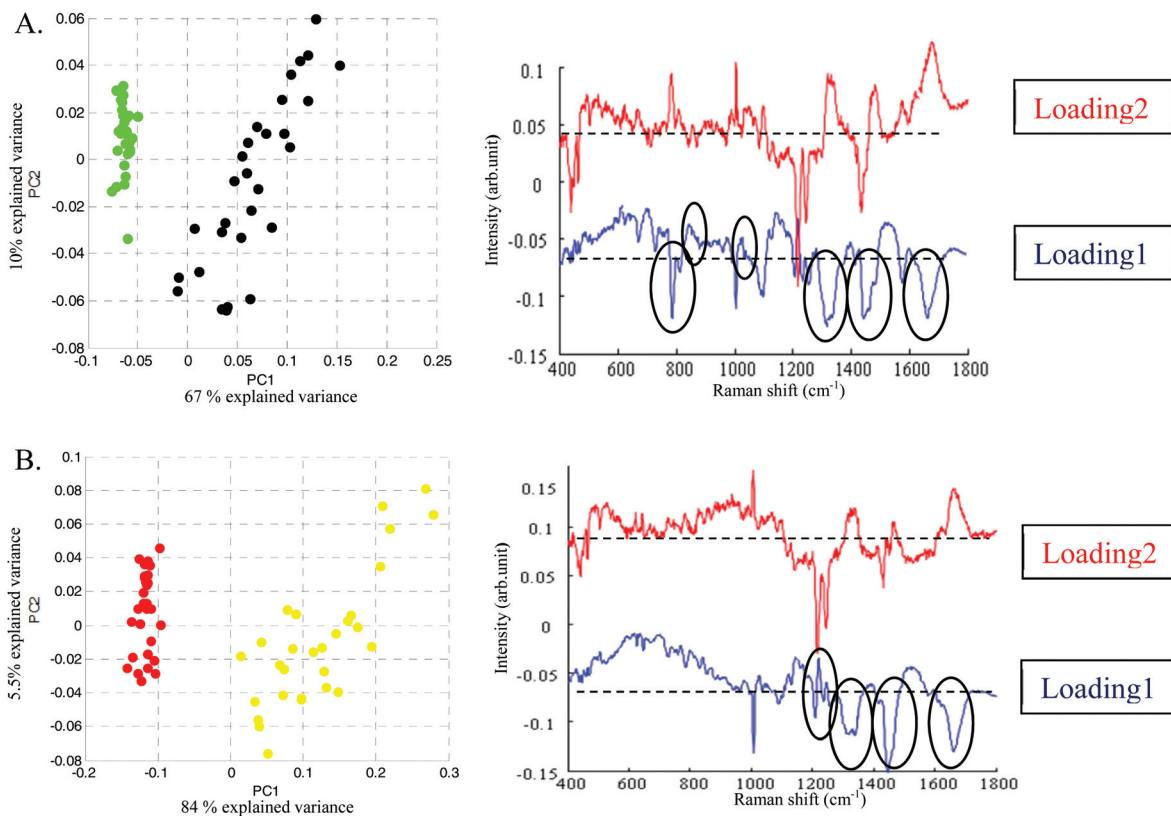 A.
0.06
0.04
0.02
0
-0.02
-0.04
-0.06
-0.08
10% explained variance
PC2
-0.1 -0.05 0 0.05 0.1 0.15 0.2 0.25
PC1
67 % explained variance
0.1
0.05
0
-0.05
-0.1
-0.15
Intensity (arb.unit)
400 600 800 1000 1200 1400 1600 1800
Raman shift (cm-1)
Loading2
Loading1
B.
0.1
0.08
0.06
0.04
0.02
0
-0.02
-0.04
-0.06
-0.08
5.5% explained variance
PC2
-0.2 -0.1 0 0.1 0.2 0.3
PC1
84 % explained variance
0.15
0.1
0.05
0
-0.05
-0.1
-0.15
Intensity (arb.unit)
400 600 800 1000 1200 1400 1600 1800
Raman shift (cm-1)
Loading2
Loading1